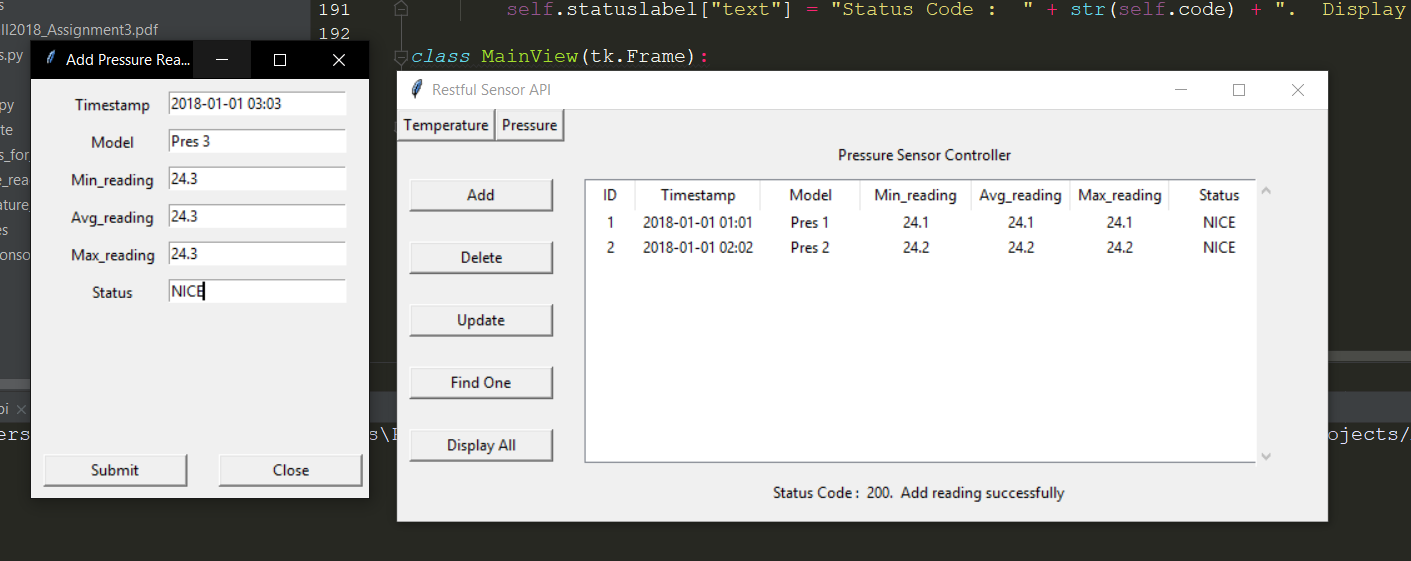 191 self.statuslabel["text"] = "Status Code :  " + str(self.code) + ".  Display
192
class MainView(tk.Frame):
ll2018_Assignment3.pdf
s.py
py
te
s_for
e_rea
ature
es
onso
pi
Add Pressure Rea...
Timestamp 2018-01-01 03:03
Model Pres 3
Min_reading 24.3
Avg_reading 24.3
Max_reading 24.3
Status NICE
Submit Close
Restful Sensor API
Temperature Pressure
Pressure Sensor Controller
Add
Delete
Update
Find One
Display All
ID Timestamp Model Min_reading Avg_reading Max_reading Status
1 2018-01-01 01:01 Pres 1 24.1 24.1 24.1 NICE
2 2018-01-01 02:02 Pres 2 24.2 24.2 24.2 NICE
Status Code : 200. Add reading successfully
ers
ojects/